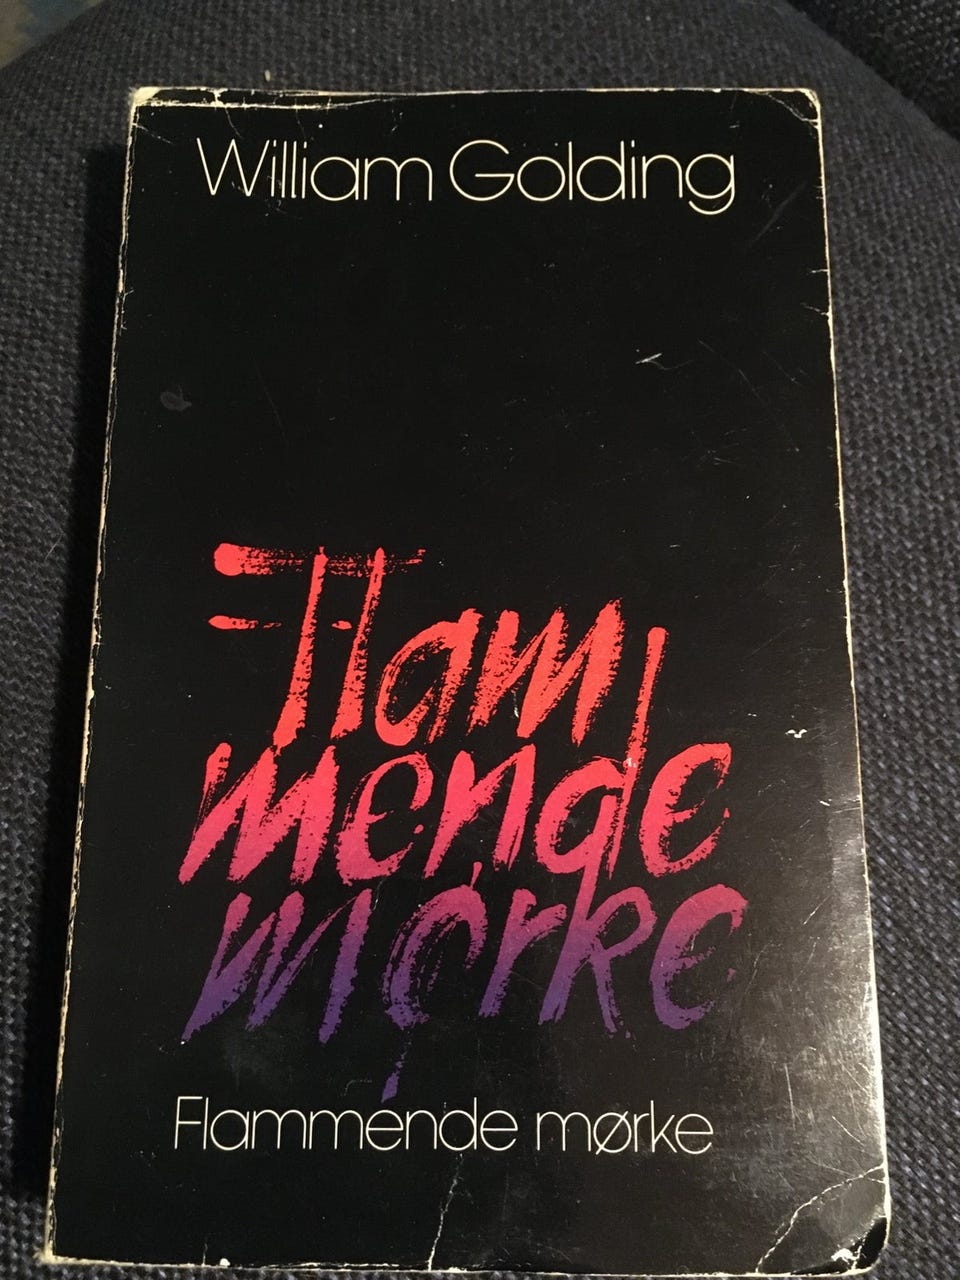 William Golding
Flam
mende
mørke
Flammende mørke